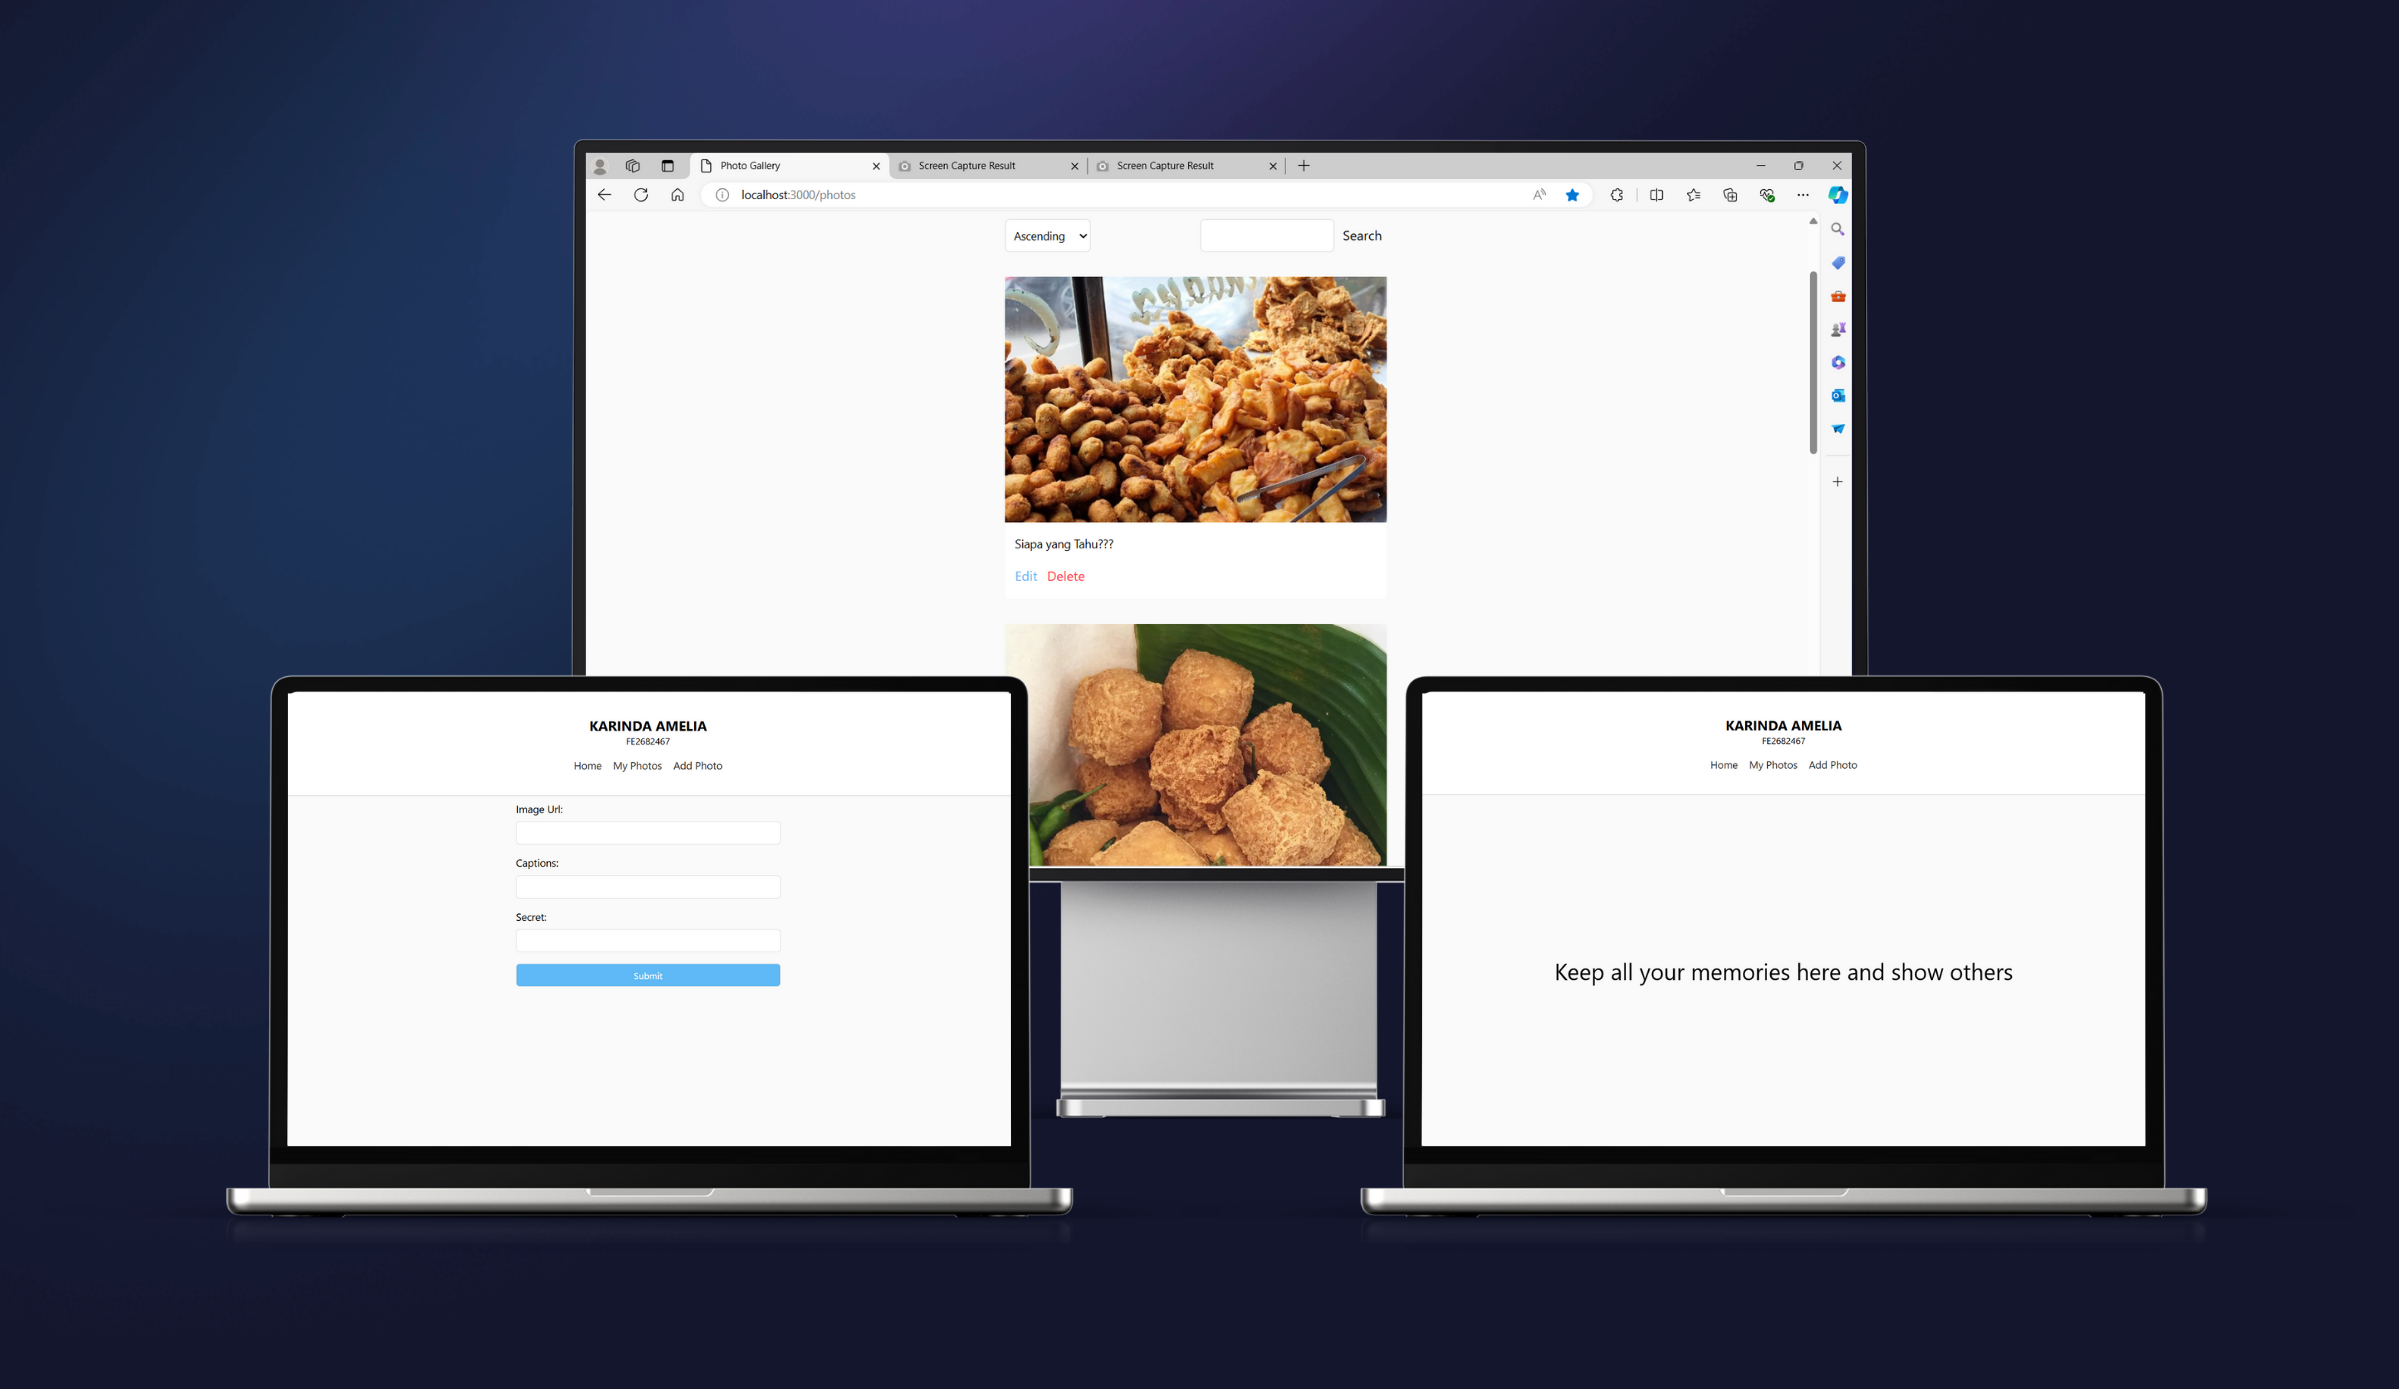 Photo Gallery
Screen Capture Result
Screen Capture Result
localhost:3000/photos
Ascending
Search
Siapa yang Tahu???
Edit Delete
KARINDA AMELIA
FE2682467
Home My Photos Add Photo
Image Url:
Captions:
Secret:
Submit
KARINDA AMELIA
FE2682467
Home My Photos Add Photo
Keep all your memories here and show others